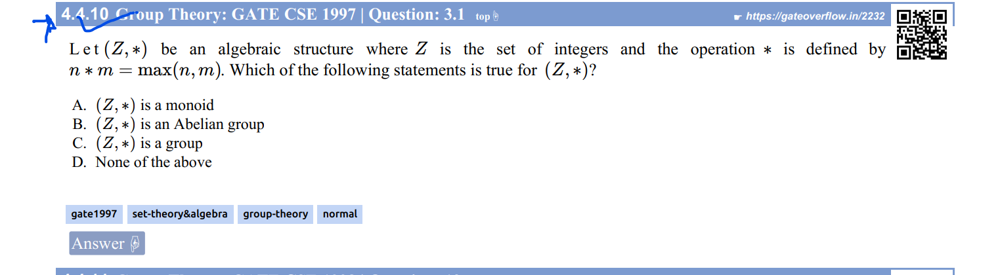 4.4.10 Group Theory: GATE CSE 1997 | Question: 3.1 top☟ ☛ https://gateoverflow.in/2232
Let (Z, ∗) be an algebraic structure where Z is the set of integers and the operation ∗ is defined by
n ∗ m = max(n, m). Which of the following statements is true for (Z, ∗)?
A. (Z, ∗) is a monoid
B. (Z, ∗) is an Abelian group
C. (Z, ∗) is a group
D. None of the above
gate1997 set-theory&algebra group-theory normal
Answer ☟